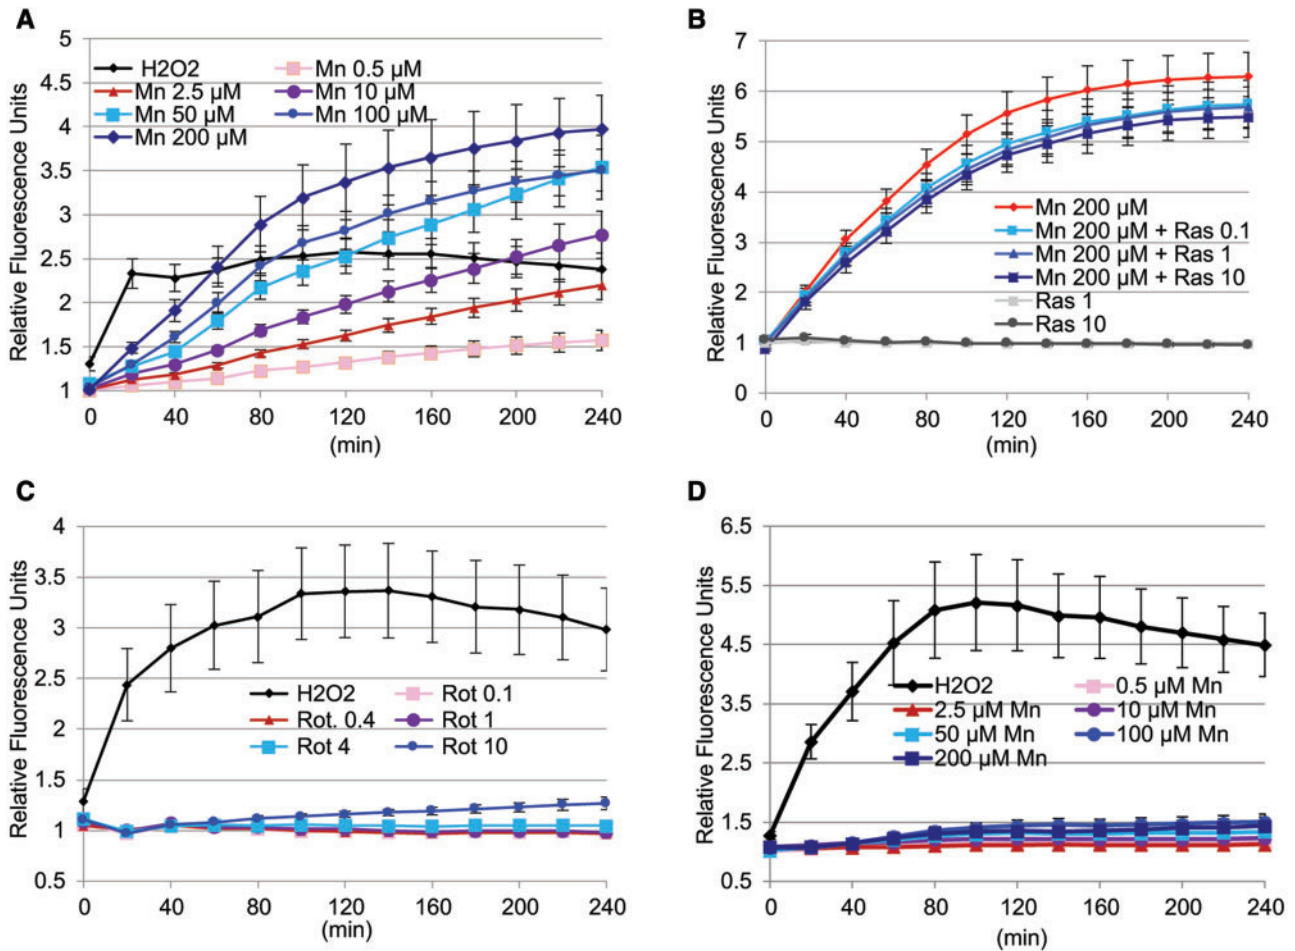 A
Relative Fluorescence Units
5
4.5
4
3.5
3
2.5
2
1.5
1
H2O2
Mn 0.5 µM
Mn 2.5 µM
Mn 10 µM
Mn 50 µM
Mn 100 µM
Mn 200 µM
0 40 80 120 160 200 240
(min)
B
Relative Fluorescence Units
7
6
5
4
3
2
1
0
Mn 200 µM
Mn 200 µM + Ras 0.1
Mn 200 µM + Ras 1
Mn 200 µM + Ras 10
Ras 1
Ras 10
0 40 80 120 160 200 240
(min)
C
Relative Fluorescence Units
4
3.5
3
2.5
2
1.5
1
0.5
H2O2
Rot 0.1
Rot. 0.4
Rot 1
Rot 4
Rot 10
0 40 80 120 160 200 240
(min)
D
Relative Fluorescence Units
6.5
5.5
4.5
3.5
2.5
1.5
0.5
H2O2
0.5 µM Mn
2.5 µM Mn
10 µM Mn
50 µM Mn
100 µM Mn
200 µM Mn
0 40 80 120 160 200 240
(min)